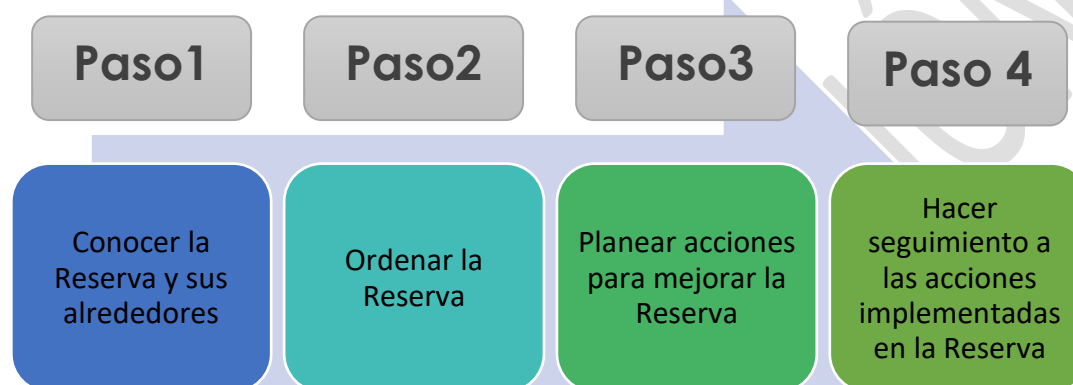 Paso1
Paso2
Paso3
Paso 4
Conocer la
Reserva y sus
alrededores
Ordenar la
Reserva
Planear acciones
para mejorar la
Reserva
Hacer
seguimiento a
las acciones
implementadas
en la Reserva